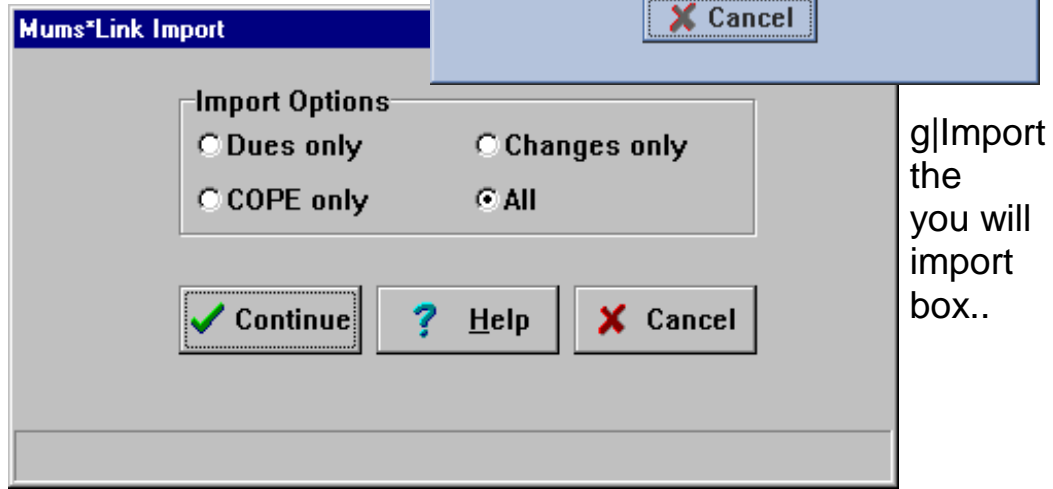 Cancel
Mums*Link Import
Import Options
Dues only Changes only
COPE only All
Continue Help Cancel
g|Import
the
you will
import
box..